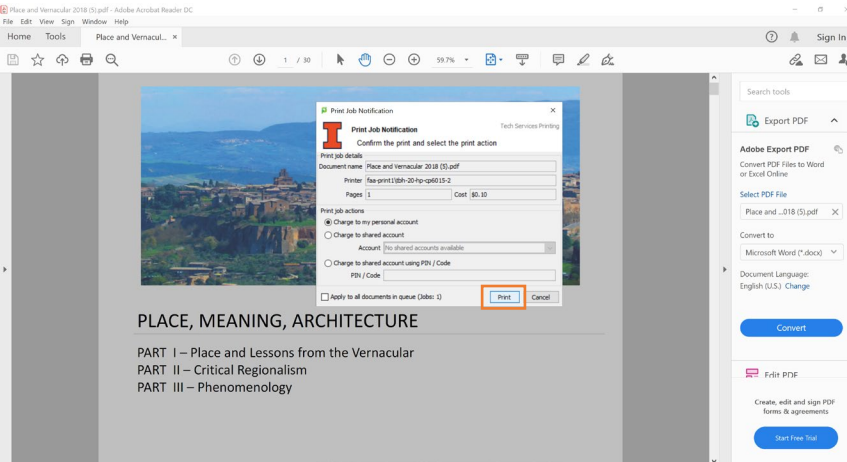 Place and Vernacular 2018 (5).pdf - Adobe Acrobat Reader DC
File Edit View Sign Window Help
Home Tools Place and Vernacul... × Sign In
1 / 30 59.7%
Search tools
Export PDF
Adobe Export PDF
Convert PDF Files to Word
or Excel Online
Select PDF File
Place and ...018 (5).pdf ×
Convert to
Microsoft Word (*.docx)
Document Language:
English (U.S.) Change
Convert
Edit PDF
Create, edit and sign PDF
forms & agreements
Start Free Trial
Print Job Notification ×
Print Job Notification Tech Services Printing
Confirm the print and select the print action
Print job details
Document name Place and Vernacular 2018 (5).pdf
Printer faa-print1\tbh-20-hp-cp6015-2
Pages 1 Cost $0.10
Print job actions
Charge to my personal account
Charge to shared account
Account No shared accounts available
Charge to shared account using PIN / Code
PIN / Code
Apply to all documents in queue (Jobs: 1) Print Cancel
PLACE, MEANING, ARCHITECTURE
PART I – Place and Lessons from the Vernacular
PART II – Critical Regionalism
PART III – Phenomenology